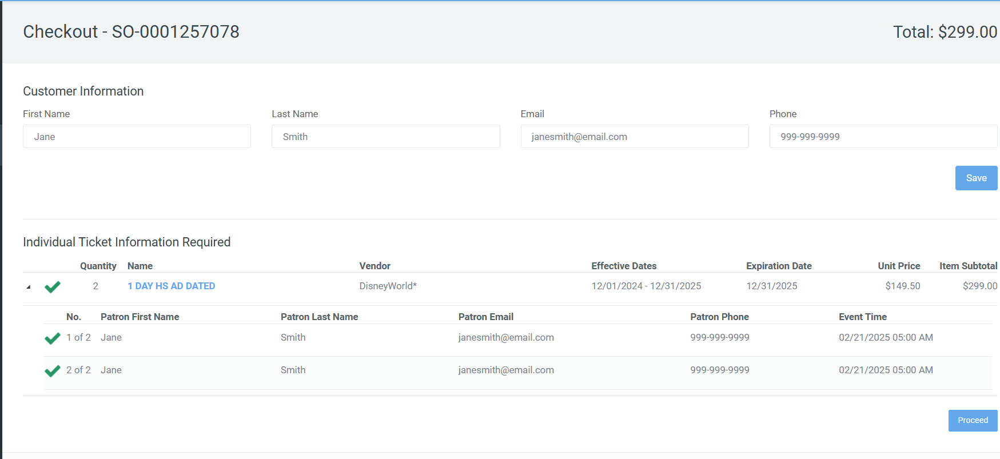 Checkout - SO-0001257078 Total: $299.00
Customer Information
First Name Last Name Email Phone
Jane Smith janesmith@email.com 999-999-9999
Save
Individual Ticket Information Required
Quantity Name Vendor Effective Dates Expiration Date Unit Price Item Subtotal
2 1 DAY HS AD DATED DisneyWorld* 12/01/2024 - 12/31/2025 12/31/2025 $149.50 $299.00
No. Patron First Name Patron Last Name Patron Email Patron Phone Event Time
1 of 2 Jane Smith janesmith@email.com 999-999-9999 02/21/2025 05:00 AM
2 of 2 Jane Smith janesmith@email.com 999-999-9999 02/21/2025 05:00 AM
Proceed